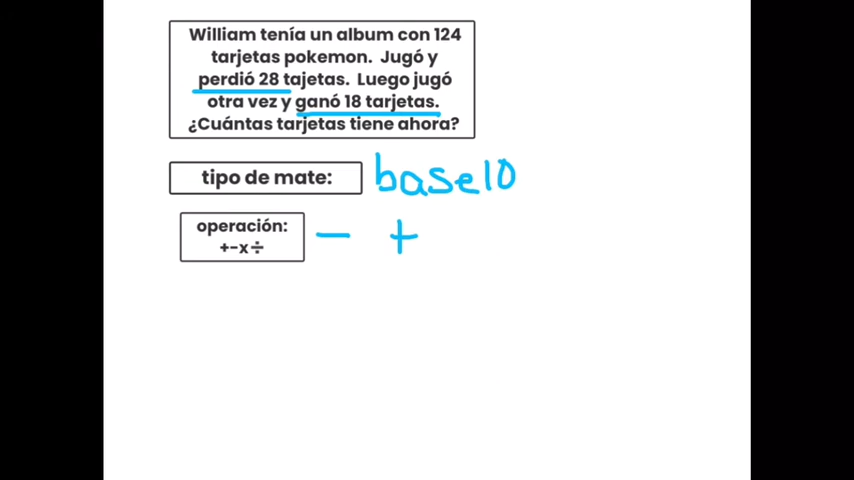 William tenía un album con 124
tarjetas pokemon. Jugó y
perdió 28 tajetas. Luego jugó
otra vez y ganó 18 tarjetas.
¿Cuántas tarjetas tiene ahora?
tipo de mate: base10
operación: - +
+-x÷